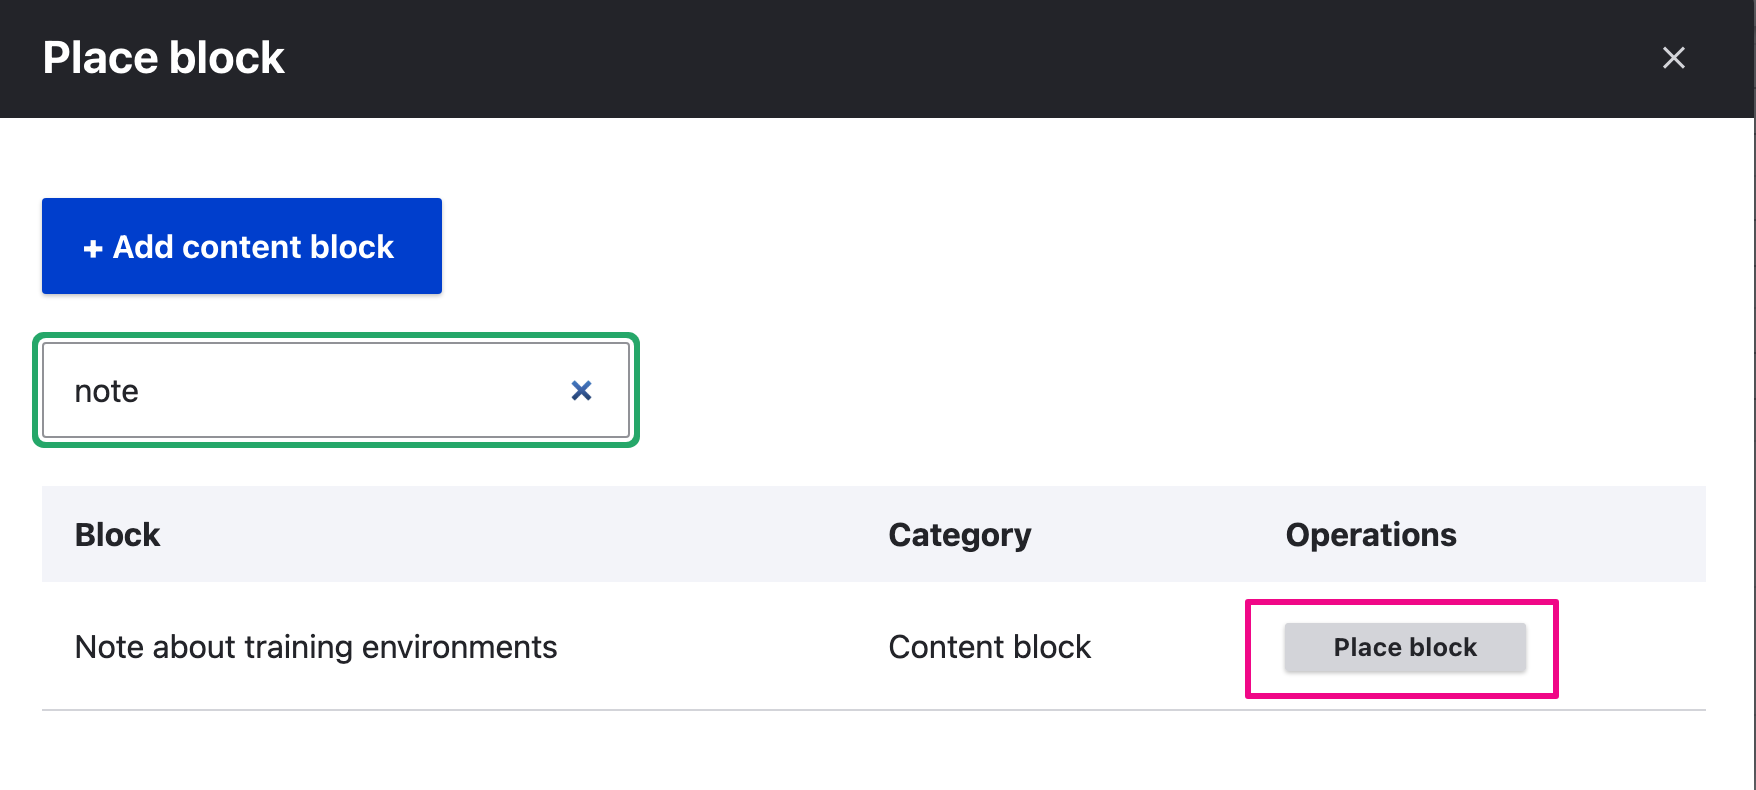 Place block
+ Add content block
note
Block Category Operations
Note about training environments Content block Place block